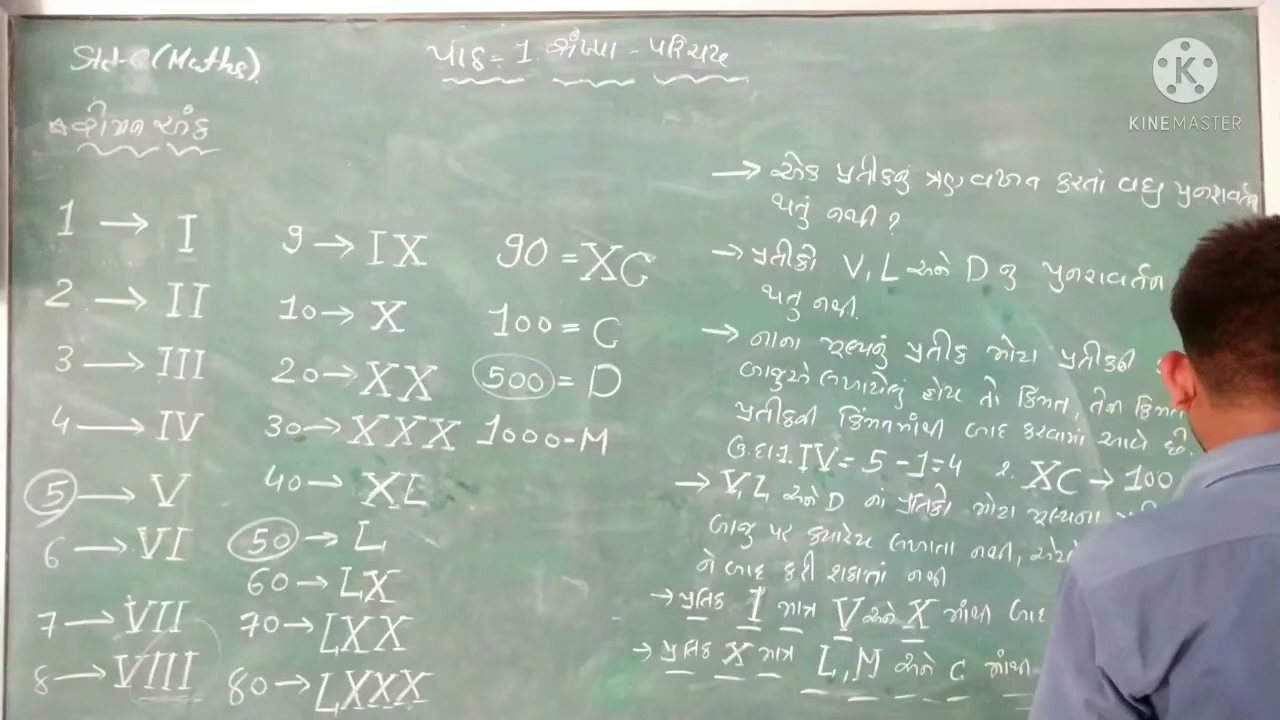 ધોરણ-૬ (Maths)
પાઠ = 1. સંખ્યા - પરિચય
KINEMASTER
રોમન અંક
1 → I
2 → II
3 → III
4 → IV
5 → V
6 → VI
7 → VII
8 → VIII
9 → IX
10 → X
20 → XX
30 → XXX
40 → XL
50 → L
60 → LX
70 → LXX
80 → LXXX
90 = XC
100 = C
500 = D
1000 - M
→ એક પ્રતીકનું ત્રણ વખત કરતાં વધુ પુનરાવર્તન
થતું નથી ?
→ પ્રતીકો V, L અને D નુ પુનરાવર્તન
થતુ નથી.
→ નાના મૂલ્યનું પ્રતીક મોટા પ્રતીકની
બાજુએ લખાયેલું હોય તો કિંમત, તેના કિંમત
પ્રતીકની કિંમતમાંથી બાદ કરવામાં આવે છે.
ઉ.દા.1. IV = 5 - 1 = 4 2. XC → 100
→ V, L અને D ના પ્રતિકો મોટા મૂલ્યના
બાજુ પર ક્યારેય લખાતા નથી,
ને બાદ કરી શકાતાં નથી
→ પ્રતિક I માત્ર V અને X માંથી બાદ
→ પ્રતિક X માત્ર L, M અને C માંથી